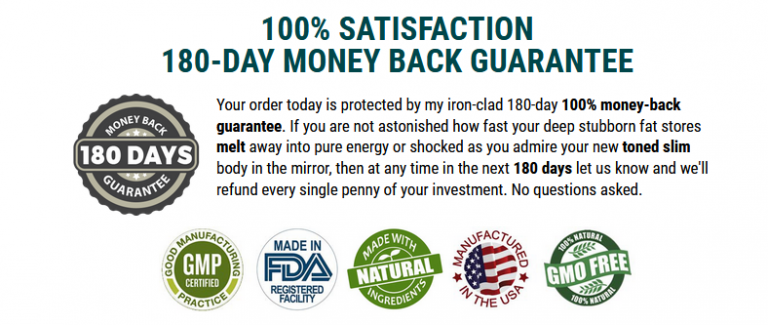 100% SATISFACTION
180-DAY MONEY BACK GUARANTEE
MONEY BACK
180 DAYS
GUARANTEE
Your order today is protected by my iron-clad 180-day 100% money-back
guarantee. If you are not astonished how fast your deep stubborn fat stores
melt away into pure energy or shocked as you admire your new toned slim
body in the mirror, then at any time in the next 180 days let us know and we'll
refund every single penny of your investment. No questions asked.
GOOD MANUFACTURING
GMP
CERTIFIED
PRACTICE
MADE IN
FDA
REGISTERED
FACILITY
MADE WITH
NATURAL
INGREDIENTS
MANUFACTURED
IN THE USA
100% NATURAL
GMO FREE
100% NATURAL